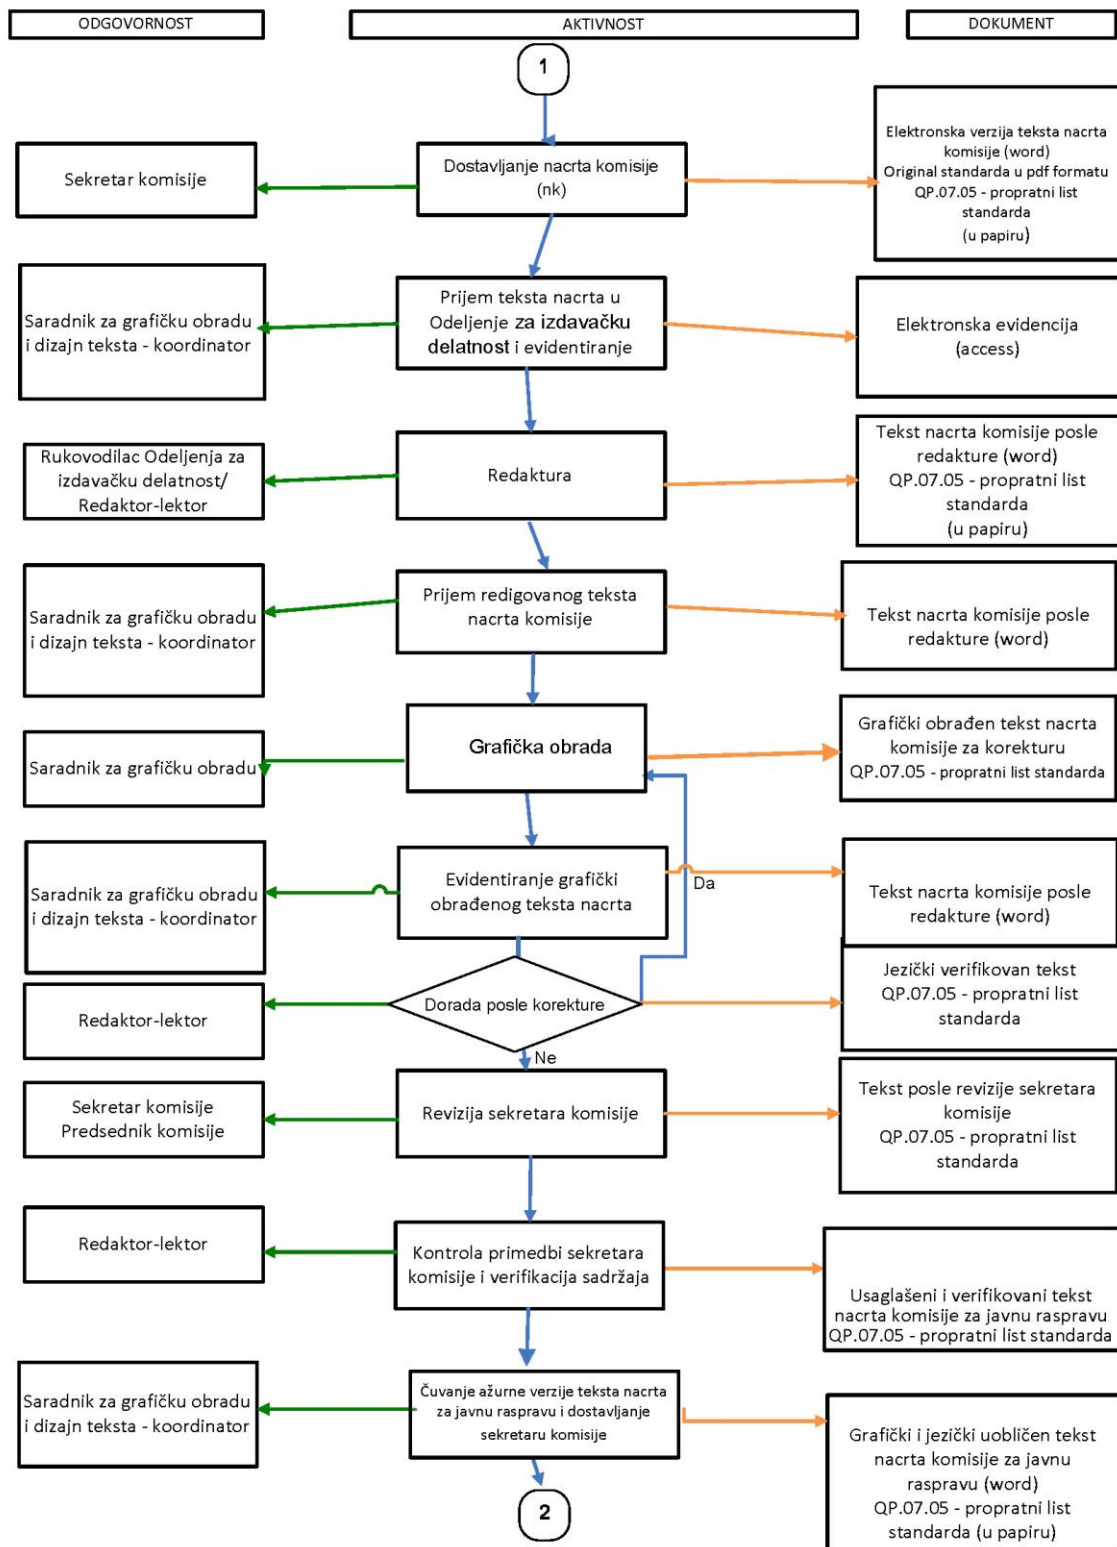 ODGOVORNOST
AKTIVNOST
DOKUMENT
1
Sekretar komisije
Dostavljanje nacrta komisije
(nk)
Elektronska verzija teksta nacrta
komisije (word)
Original standarda u pdf formatu
QP.07.05 - propratni list
standarda
(u papiru)
Saradnik za grafičku obradu
i dizajn teksta - koordinator
Prijem teksta nacrta u
Odeljenje za izdavačku
delatnost i evidentiranje
Elektronska evidencija
(access)
Rukovodilac Odeljenja za
izdavačku delatnost/
Redaktor-lektor
Redaktura
Tekst nacrta komisije posle
redakture (word)
QP.07.05 - propratni list
standarda
(u papiru)
Saradnik za grafičku obradu
i dizajn teksta - koordinator
Prijem redigovanog teksta
nacrta komisije
Tekst nacrta komisije posle
redakture (word)
Saradnik za grafičku obradu
Grafička obrada
Grafički obrađen tekst nacrta
komisije za korekturu
QP.07.05 - propratni list standarda
Saradnik za grafičku obradu
i dizajn teksta - koordinator
Evidentiranje grafički
obrađenog teksta nacrta
Da
Tekst nacrta komisije posle
redakture (word)
Redaktor-lektor
Dorada posle korekture
Jezički verifikovan tekst
QP.07.05 - propratni list
standarda
Ne
Sekretar komisije
Predsednik komisije
Revizija sekretara komisije
Tekst posle revizije sekretara
komisije
QP.07.05 - propratni list
standarda
Redaktor-lektor
Kontrola primedbi sekretara
komisije i verifikacija sadržaja
Usaglašeni i verifikovani tekst
nacrta komisije za javnu raspravu
QP.07.05 - propratni list standarda
Saradnik za grafičku obradu
i dizajn teksta - koordinator
Čuvanje ažurne verzije teksta nacrta
za javnu raspravu i dostavljanje
sekretaru komisije
Grafički i jezički uobličen tekst
nacrta komisije za javnu
raspravu (word)
QP.07.05 - propratni list
standarda (u papiru)
2